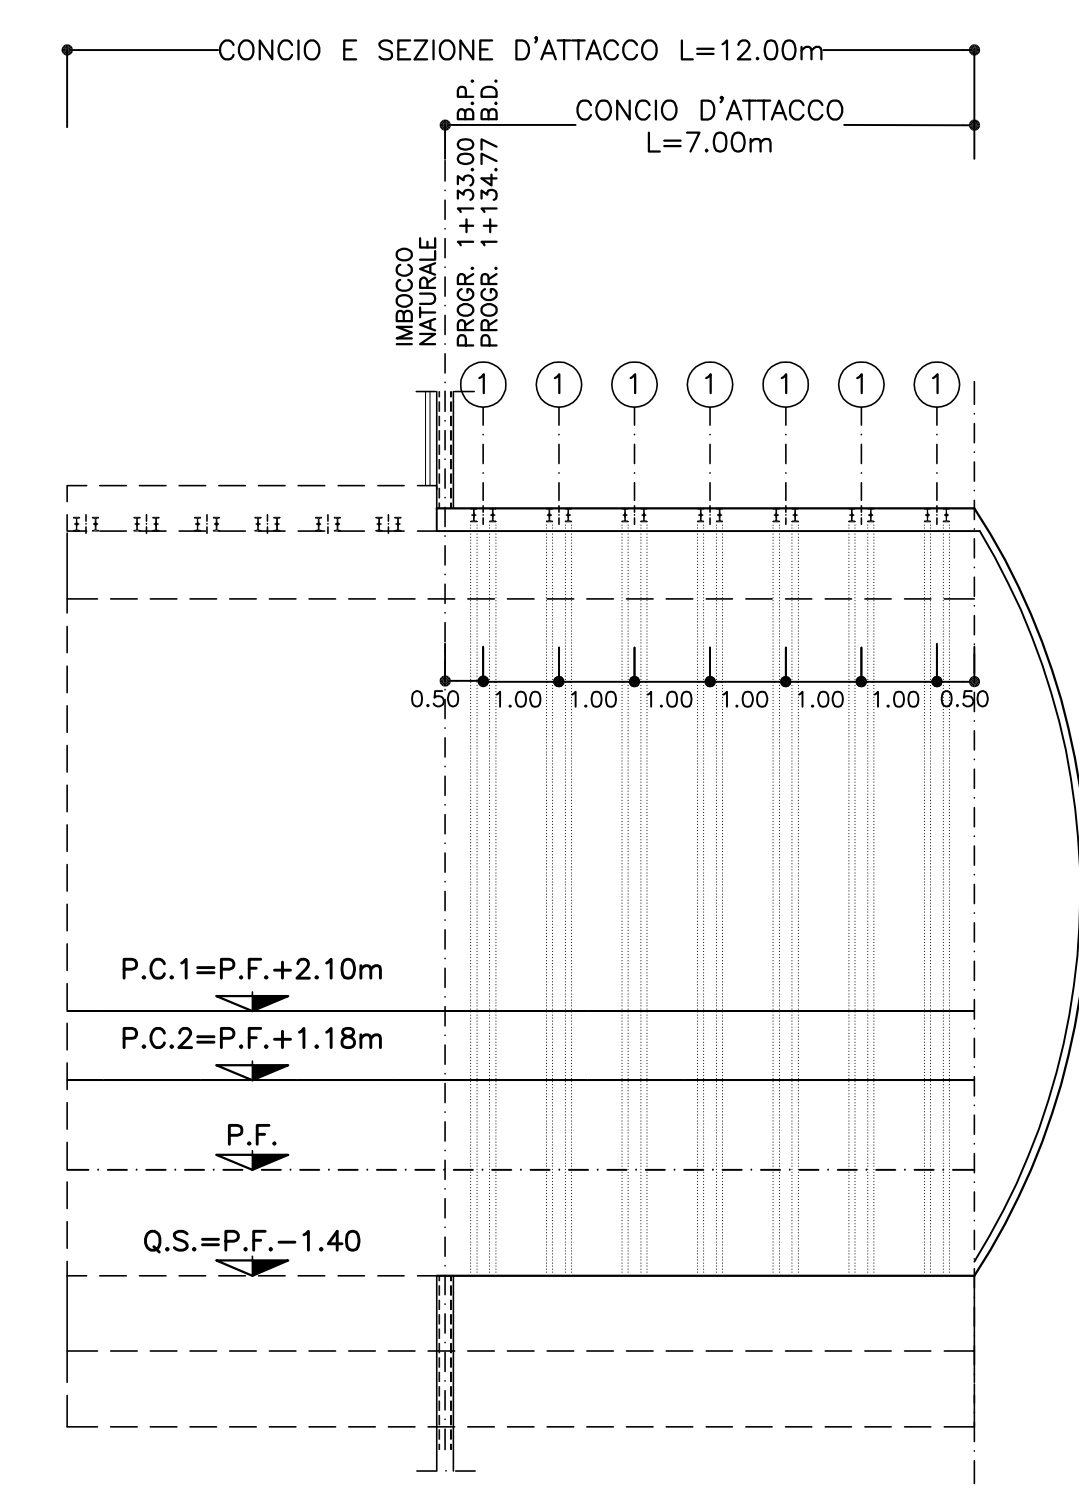 CONCIO E SEZIONE D'ATTACCO L=12.00m
CONCIO D'ATTACCO
L=7.00m
IMBOCCO
NATURALE
PROGR. 1+133.00 B.P.
PROGR. 1+134.77 B.D.
1 1 1 1 1 1 1
0.50 1.00 1.00 1.00 1.00 1.00 1.00 0.50
P.C.1=P.F.+2.10m
P.C.2=P.F.+1.18m
P.F.
Q.S.=P.F.-1.40